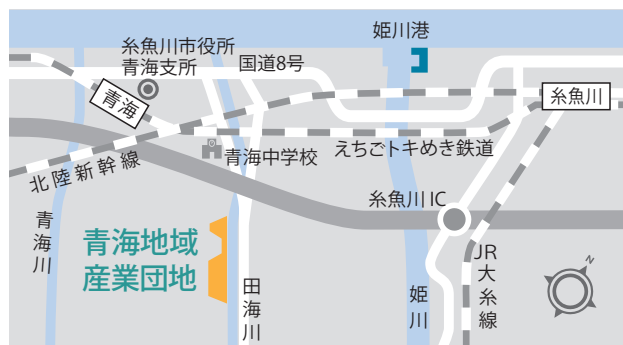 姫川港
糸魚川市役所
青海支所
国道8号
青海
糸魚川
青海中学校
えちごトキめき鉄道
北陸新幹線
糸魚川 IC
青海川
青海地域
産業団地
田海川
姫川
JR大糸線
N